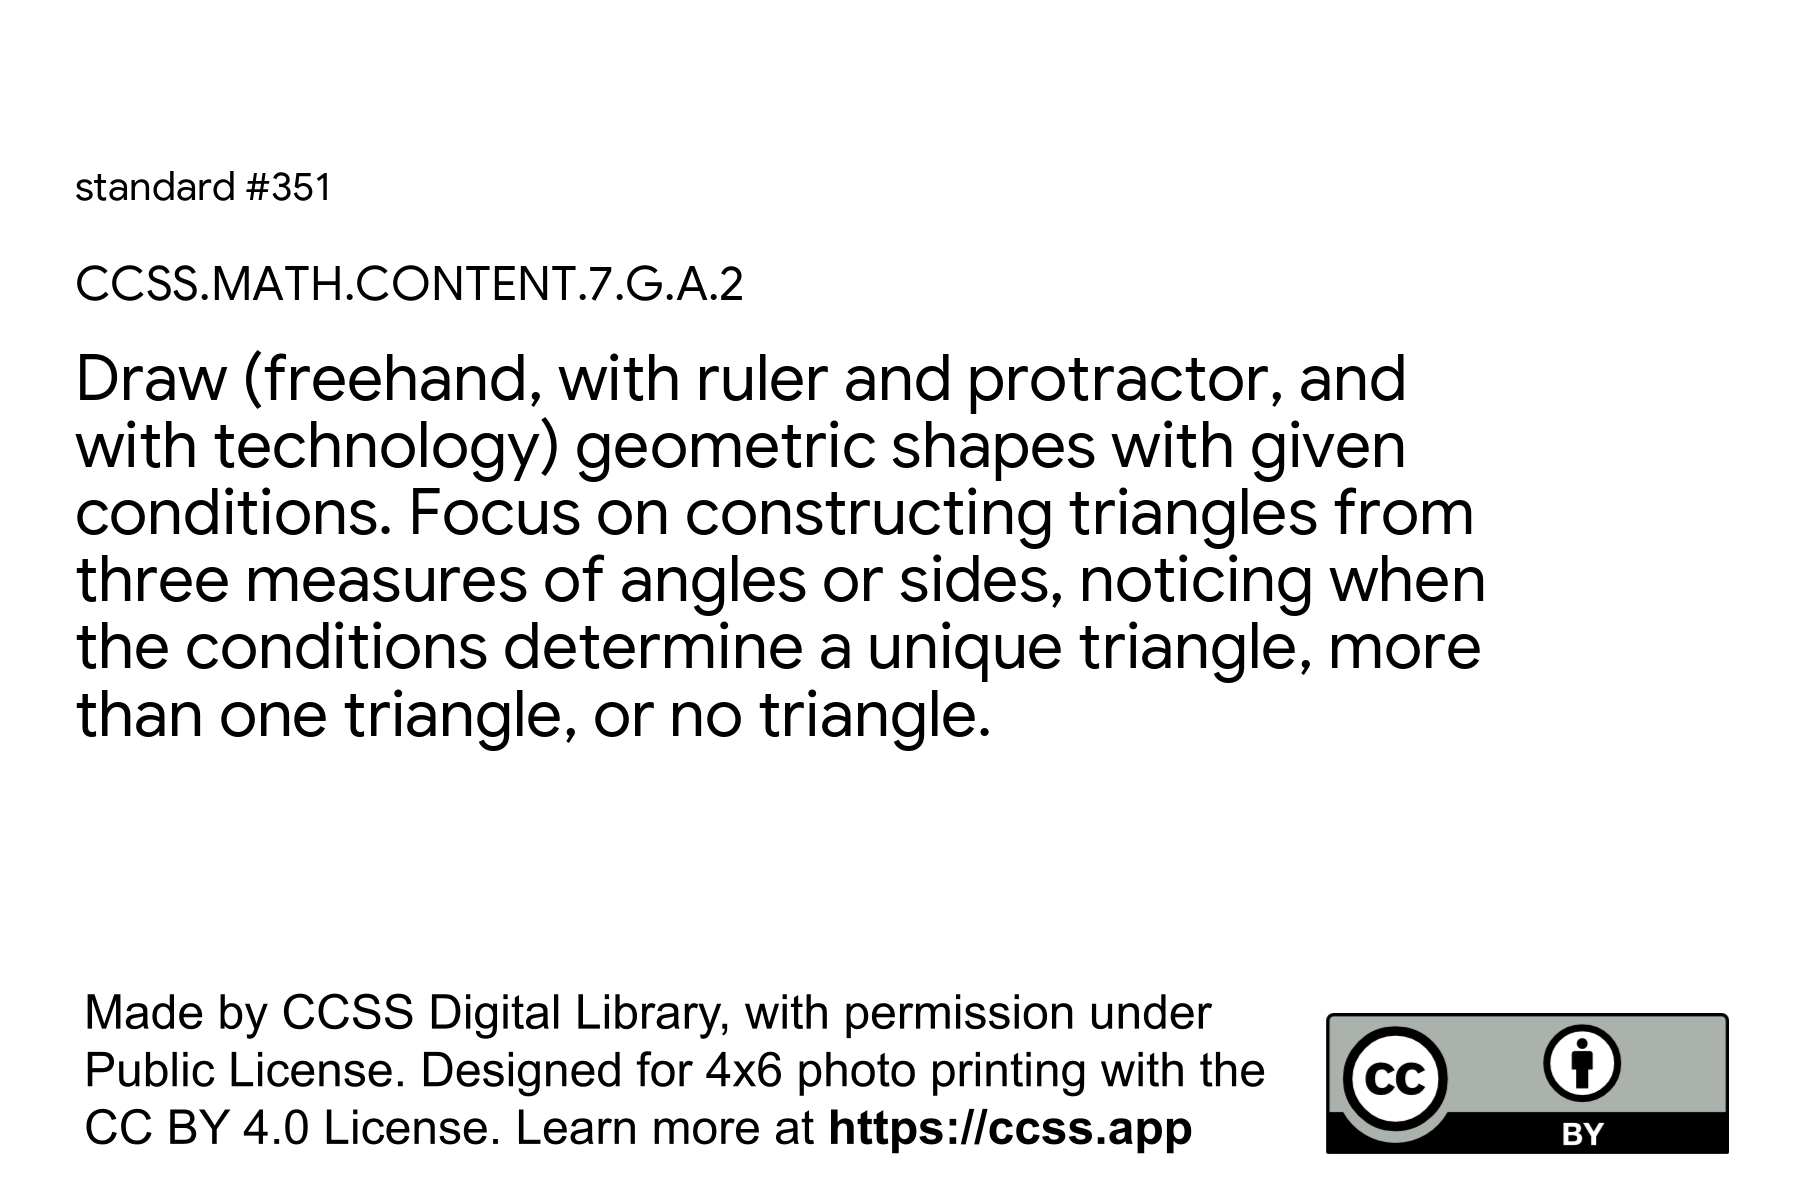 standard #351
CCSS.MATH.CONTENT.7.G.A.2
Draw (freehand, with ruler and protractor, and
with technology) geometric shapes with given
conditions. Focus on constructing triangles from
three measures of angles or sides, noticing when
the conditions determine a unique triangle, more
than one triangle, or no triangle.
Made by CCSS Digital Library, with permission under
Public License. Designed for 4x6 photo printing with the
CC BY 4.0 License. Learn more at https://ccss.app
CC
BY